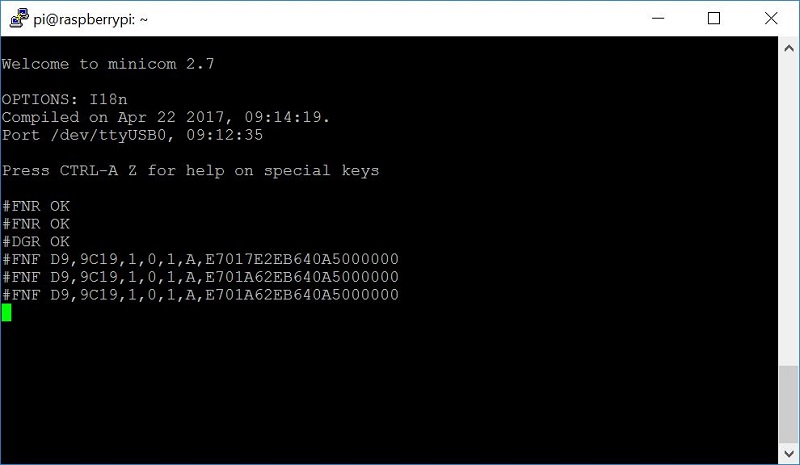 pi@raspberrypi: ~
Welcome to minicom 2.7
OPTIONS: I18n
Compiled on Apr 22 2017, 09:14:19.
Port /dev/ttyUSB0, 09:12:35
Press CTRL-A Z for help on special keys
#FNR OK
#FNR OK
#DGR OK
#FNF D9,9C19,1,0,1,A,E7017E2EB640A5000000
#FNF D9,9C19,1,0,1,A,E701A62EB640A5000000
#FNF D9,9C19,1,0,1,A,E701A62EB640A5000000